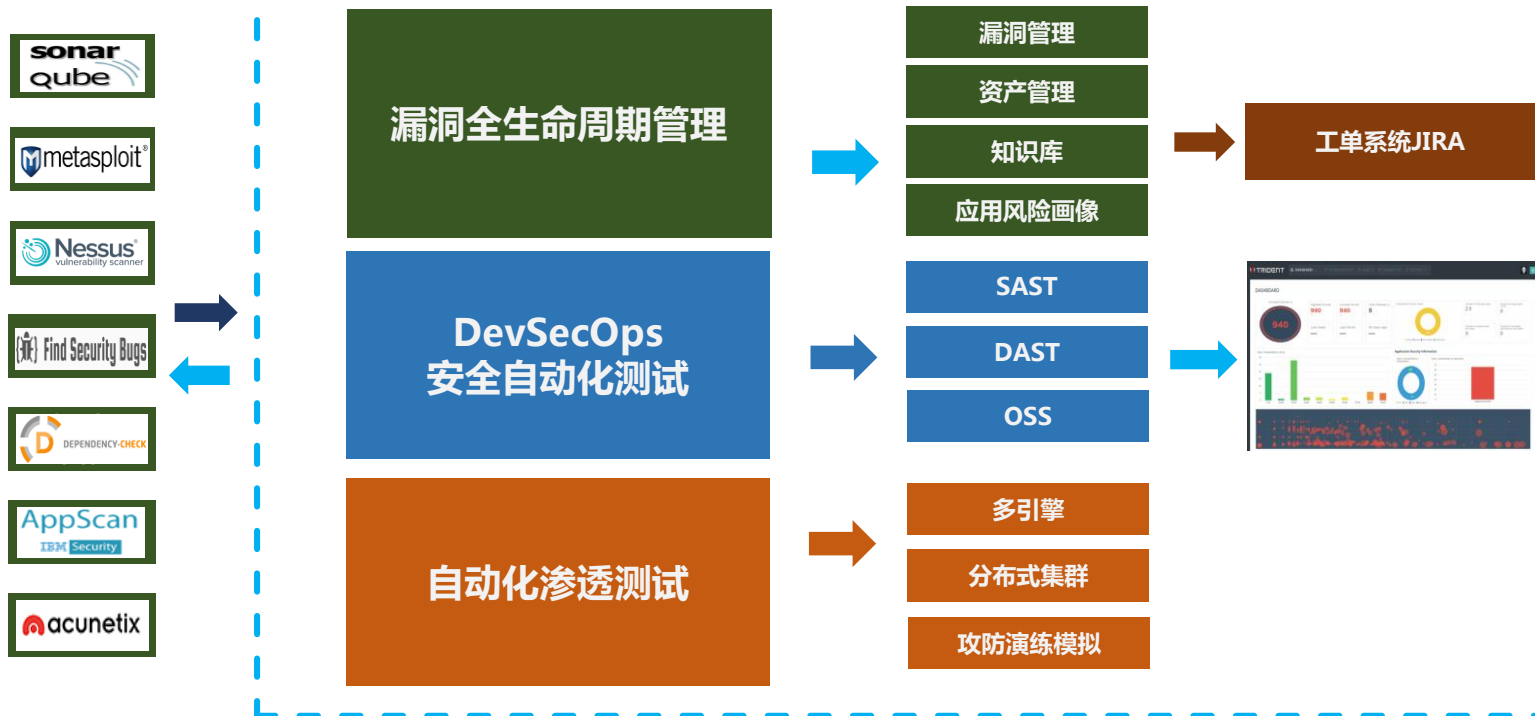 sonar
qube
metasploit®
Nessus®
vulnerability scanner
Find Security Bugs
DEPENDENCY-CHECK
AppScan
IBM Security
acunetix
漏洞全生命周期管理
DevSecOps
安全自动化测试
自动化渗透测试
漏洞管理
资产管理
知识库
应用风险画像
SAST
DAST
OSS
多引擎
分布式集群
攻防演练模拟
工单系统JIRA
TRIDENT
DASHBOARD
940
940
940